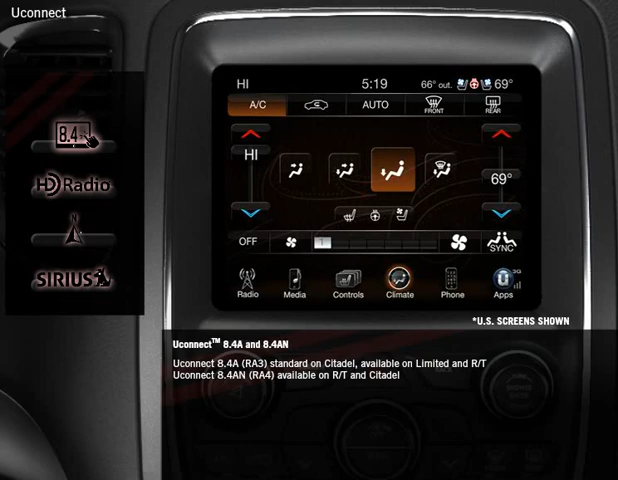 Uconnect
8.4
HD Radio
SIRIUS
HI 5:19 66° out. 69°
A/C AUTO FRONT REAR
HI
69°
OFF 1 SYNC
3G
Radio Media Controls Climate Phone Apps
*U.S. SCREENS SHOWN
Uconnect™ 8.4A and 8.4AN
Uconnect 8.4A (RA3) standard on Citadel, available on Limited and R/T
Uconnect 8.4AN (RA4) available on R/T and Citadel